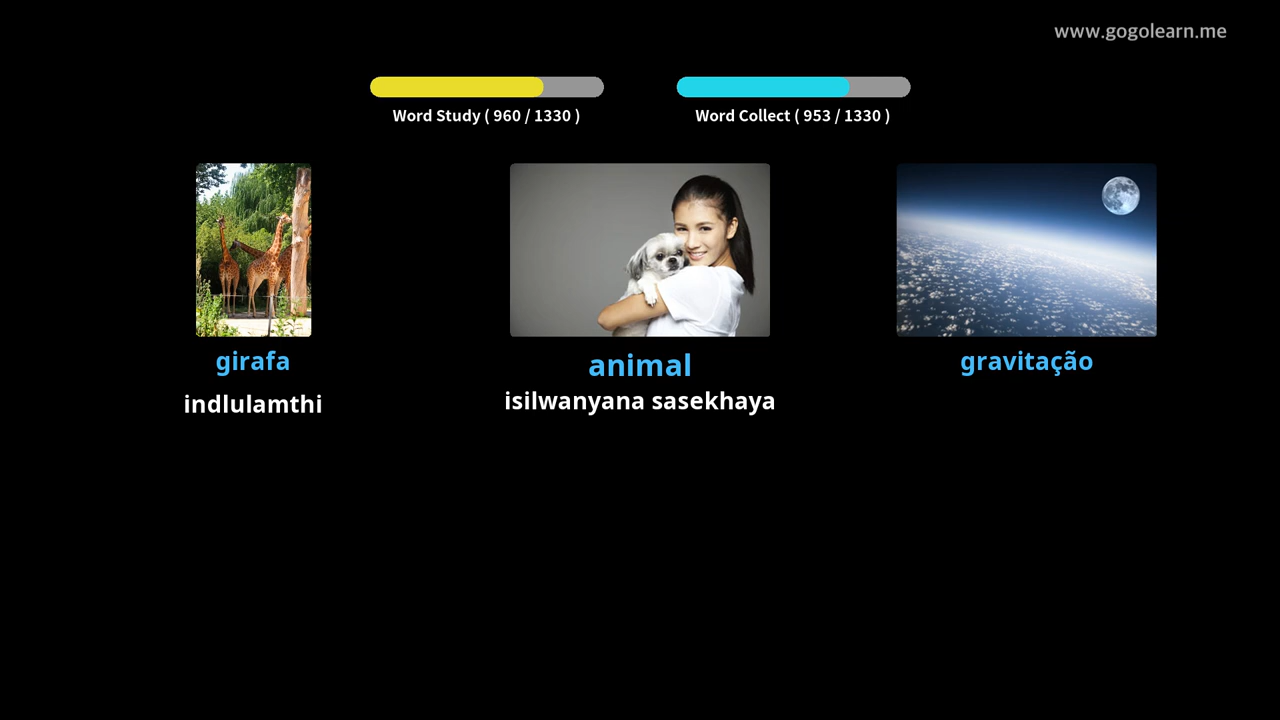 www.gogolearn.me
Word Study ( 960 / 1330 )
Word Collect ( 953 / 1330 )
girafa
indlulamthi
animal
isilwanyana sasekhaya
gravitação